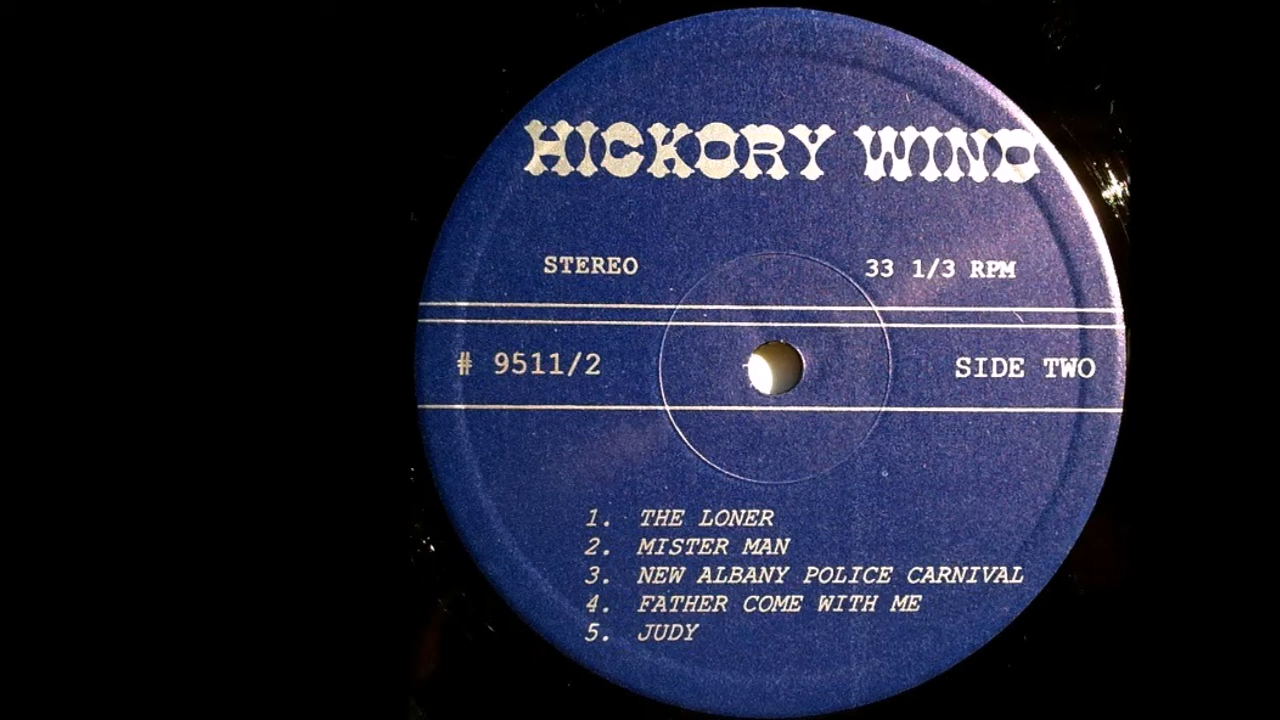 HICKORY WIND
STEREO 33 1/3 RPM
# 9511/2 SIDE TWO
1. THE LONER
2. MISTER MAN
3. NEW ALBANY POLICE CARNIVAL
4. FATHER COME WITH ME
5. JUDY